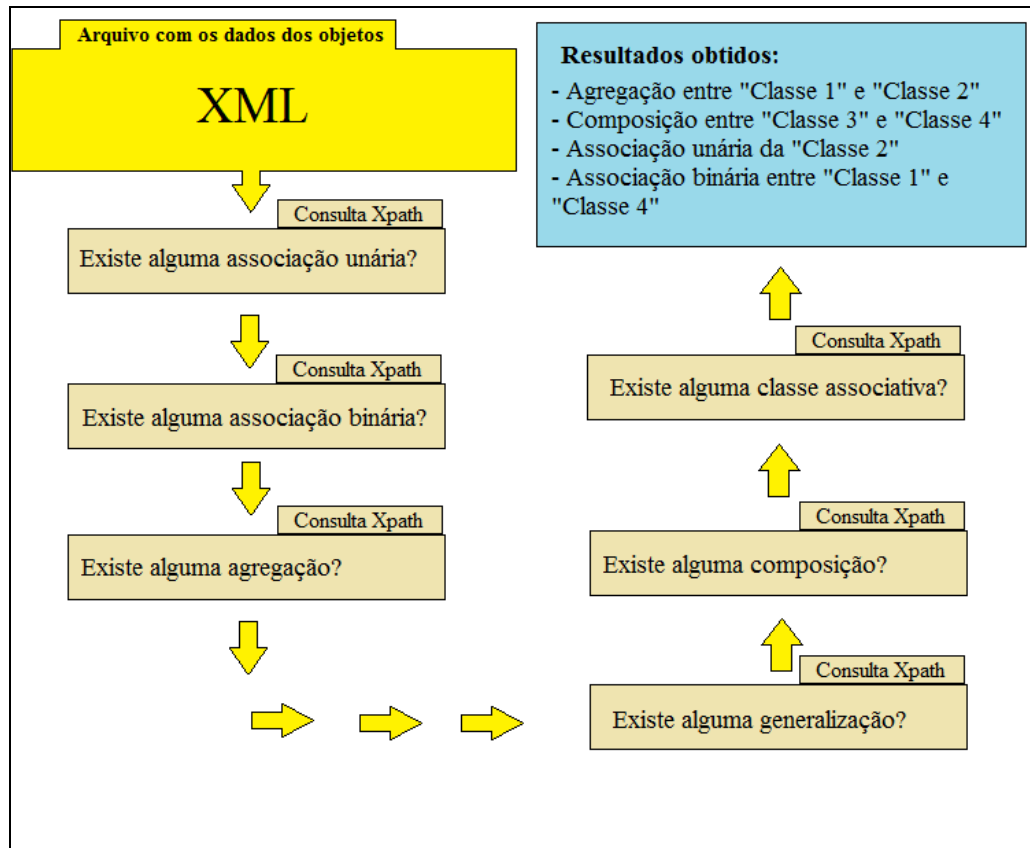 Arquivo com os dados dos objetos
XML
Consulta Xpath
Existe alguma associação unária?
Consulta Xpath
Existe alguma associação binária?
Consulta Xpath
Existe alguma agregação?
Consulta Xpath
Existe alguma generalização?
Consulta Xpath
Existe alguma composição?
Consulta Xpath
Existe alguma classe associativa?
Resultados obtidos:
- Agregação entre "Classe 1" e "Classe 2"
- Composição entre "Classe 3" e "Classe 4"
- Associação unária da "Classe 2"
- Associação binária entre "Classe 1" e
"Classe 4"